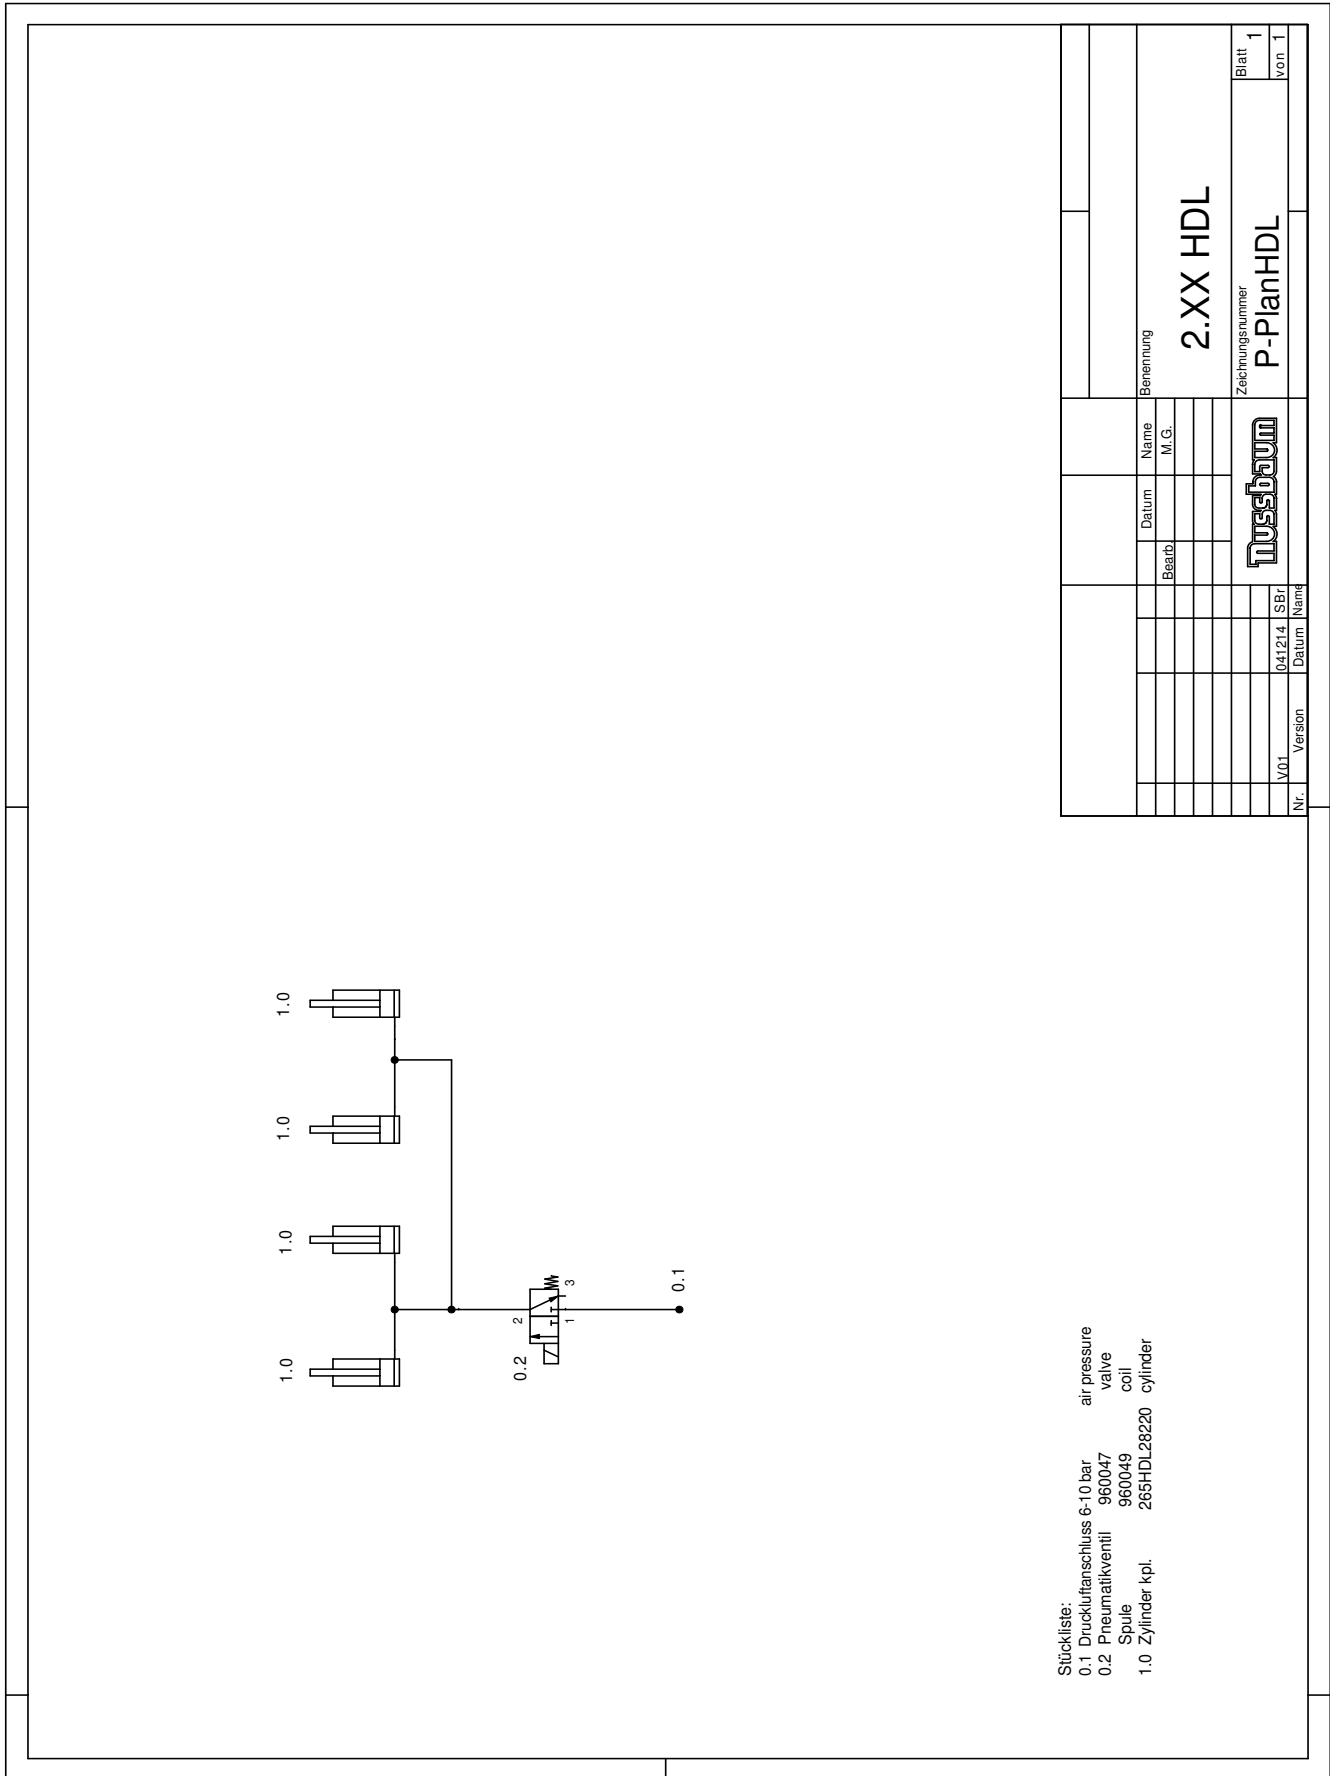 1.0
1.0
1.0
1.0
0.2
2
1
3
0.1
Stückliste:
0.1 Druckluftanschluss 6-10 bar air pressure
0.2 Pneumatikventil 960047 valve
Spule 960049 coil
1.0 Zylinder kpl. 265HDL28220 cylinder
Datum Name
Bearb. M.G.
Benennung
2.XX HDL
Zeichnungsnummer
P-PlanHDL
Blatt 1
von 1
nussbaum
V01 041214 SBr
Nr. Version Datum Name